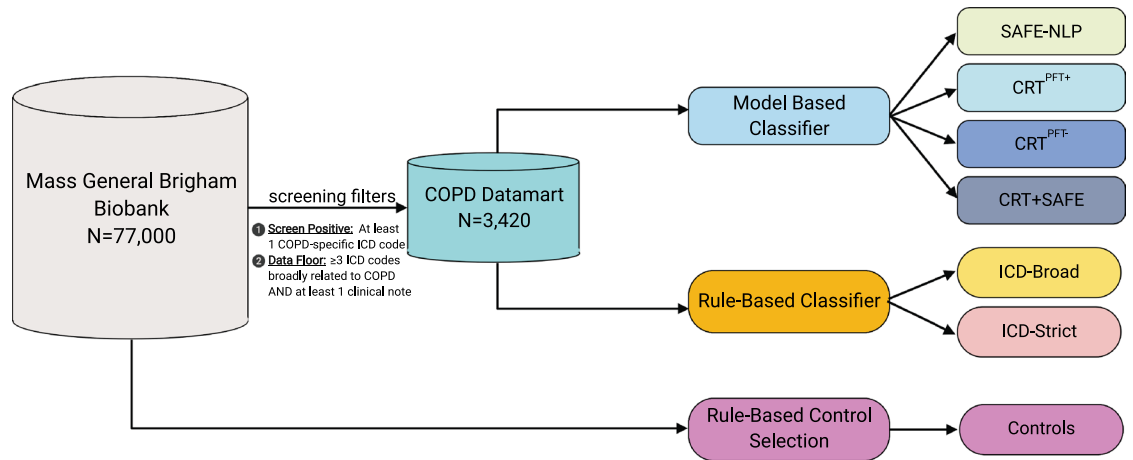 Mass General Brigham
Biobank
N=77,000
screening filters
1 Screen Positive: At least
1 COPD-specific ICD code
2 Data Floor: ≥3 ICD codes
broadly related to COPD
AND at least 1 clinical note
COPD Datamart
N=3,420
Model Based
Classifier
SAFE-NLP
CRT^PFT+
CRT^PFT-
CRT+SAFE
Rule-Based Classifier
ICD-Broad
ICD-Strict
Rule-Based Control
Selection
Controls